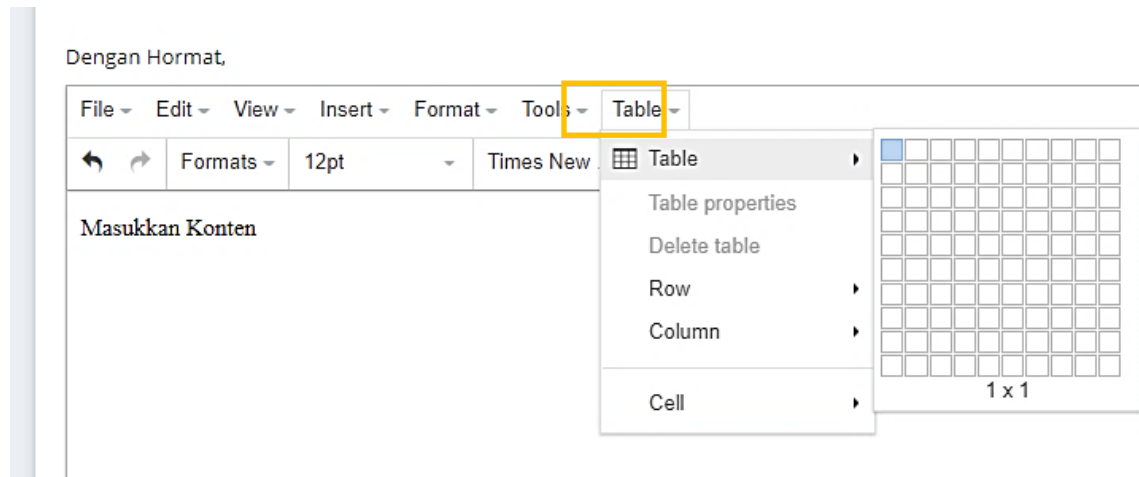 Dengan Hormat,
File Edit View Insert Format Tools Table
Formats 12pt Times New
Table
Table properties
Delete table
Row
Column
Cell
1 x 1
Masukkan Konten